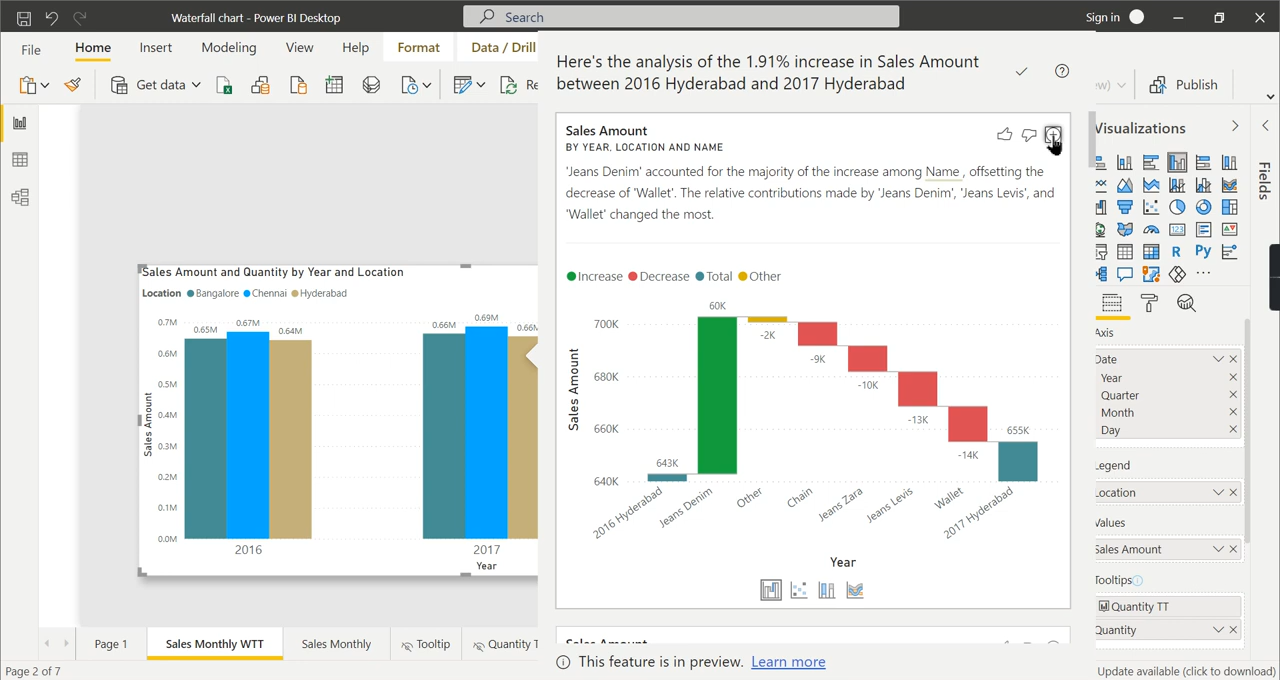 Waterfall chart - Power BI Desktop
Search
Sign in
File
Home
Insert
Modeling
View
Help
Format
Data / Drill
Get data
Re
ew)
Publish
Here's the analysis of the 1.91% increase in Sales Amount
between 2016 Hyderabad and 2017 Hyderabad
Sales Amount
BY YEAR, LOCATION AND NAME
'Jeans Denim' accounted for the majority of the increase among Name , offsetting the
decrease of 'Wallet'. The relative contributions made by 'Jeans Denim', 'Jeans Levis', and
'Wallet' changed the most.
Increase Decrease Total Other
Sales Amount
700K
680K
660K
640K
643K
60K
-2K
-9K
-10K
-13K
-14K
655K
2016 Hyderabad
Jeans Denim
Other
Chain
Jeans Zara
Jeans Levis
Wallet
2017 Hyderabad
Year
Sales Amount
This feature is in preview. Learn more
Sales Amount and Quantity by Year and Location
Location Bangalore Chennai Hyderabad
Sales Amount
0.7M
0.6M
0.5M
0.4M
0.3M
0.2M
0.1M
0.0M
0.65M
0.67M
0.64M
0.66M
0.69M
0.66M
2016
2017
Year
Visualizations
123
R
Py
Fields
Axis
Date
Year
Quarter
Month
Day
Legend
Location
Values
Sales Amount
Tooltips
Quantity TT
Quantity
Page 1
Sales Monthly WTT
Sales Monthly
Tooltip
Quantity T
Page 2 of 7
Update available (click to download)